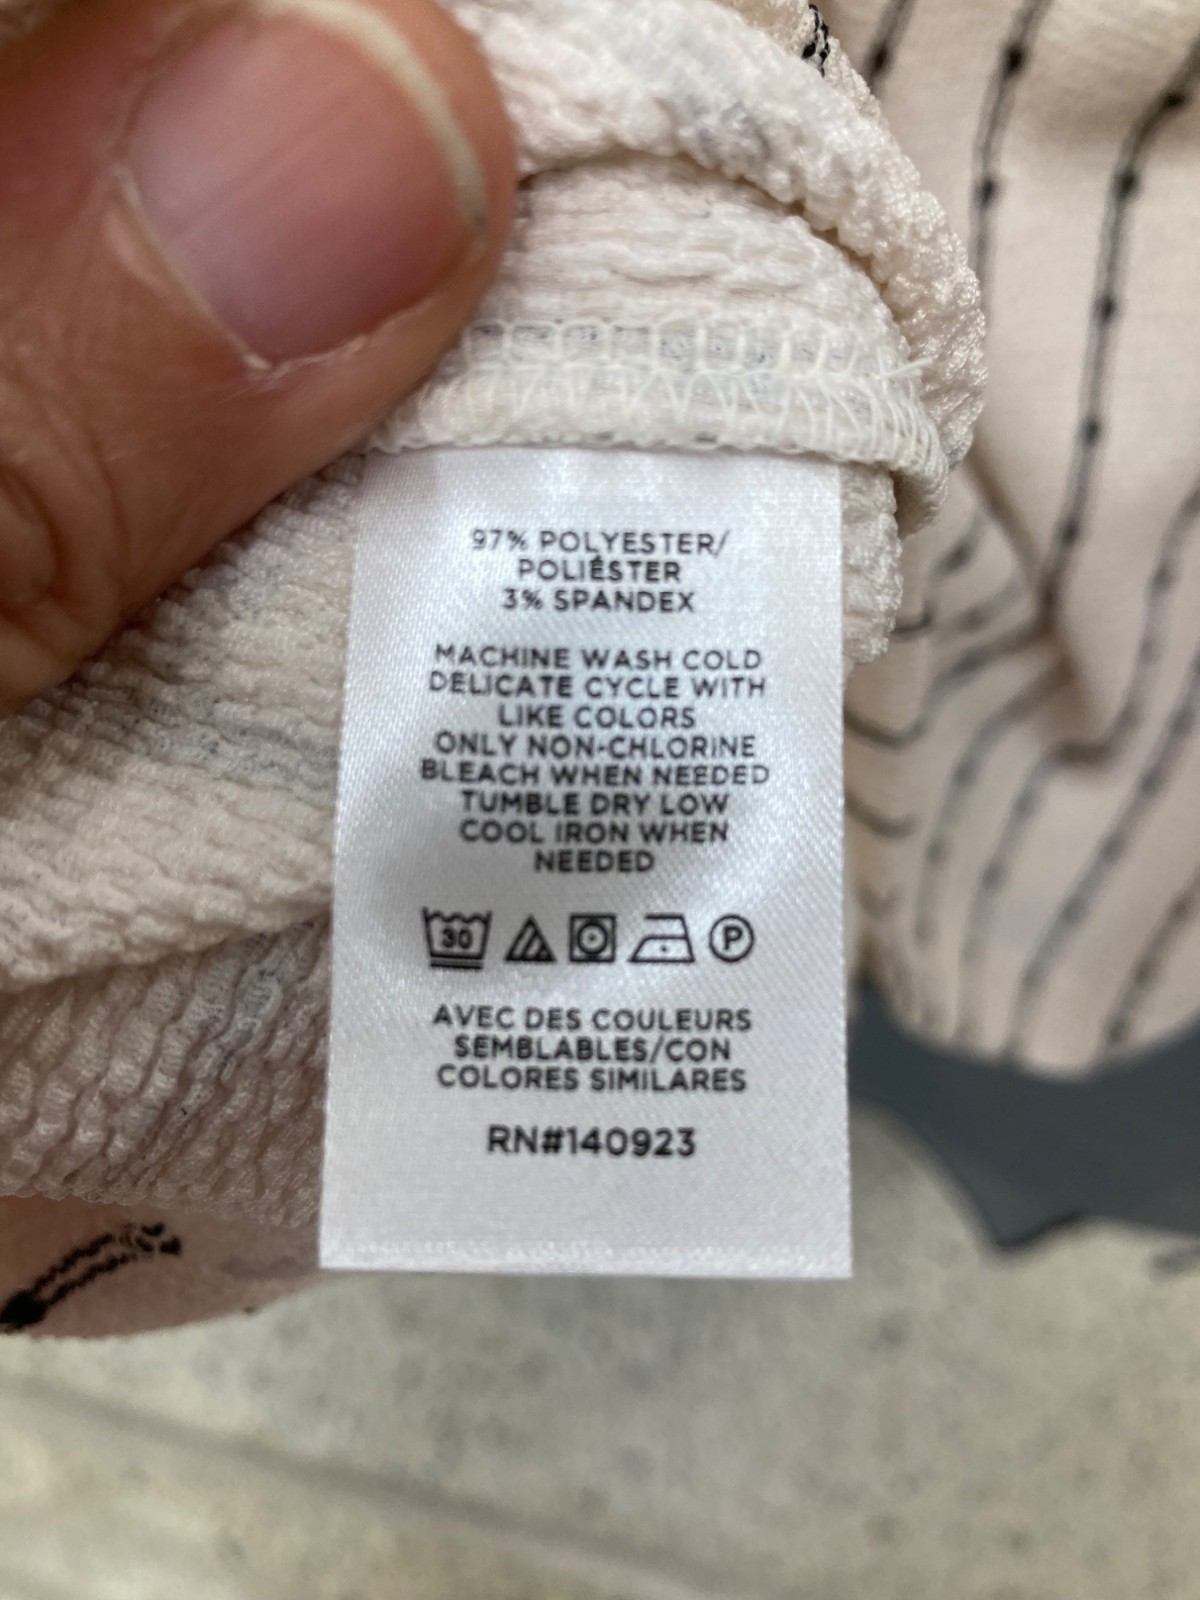 97% POLYESTER/
POLIÉSTER
3% SPANDEX
MACHINE WASH COLD
DELICATE CYCLE WITH
LIKE COLORS
ONLY NON-CHLORINE
BLEACH WHEN NEEDED
TUMBLE DRY LOW
COOL IRON WHEN
NEEDED
30 P
AVEC DES COULEURS
SEMBLABLES/CON
COLORES SIMILARES
RN#140923